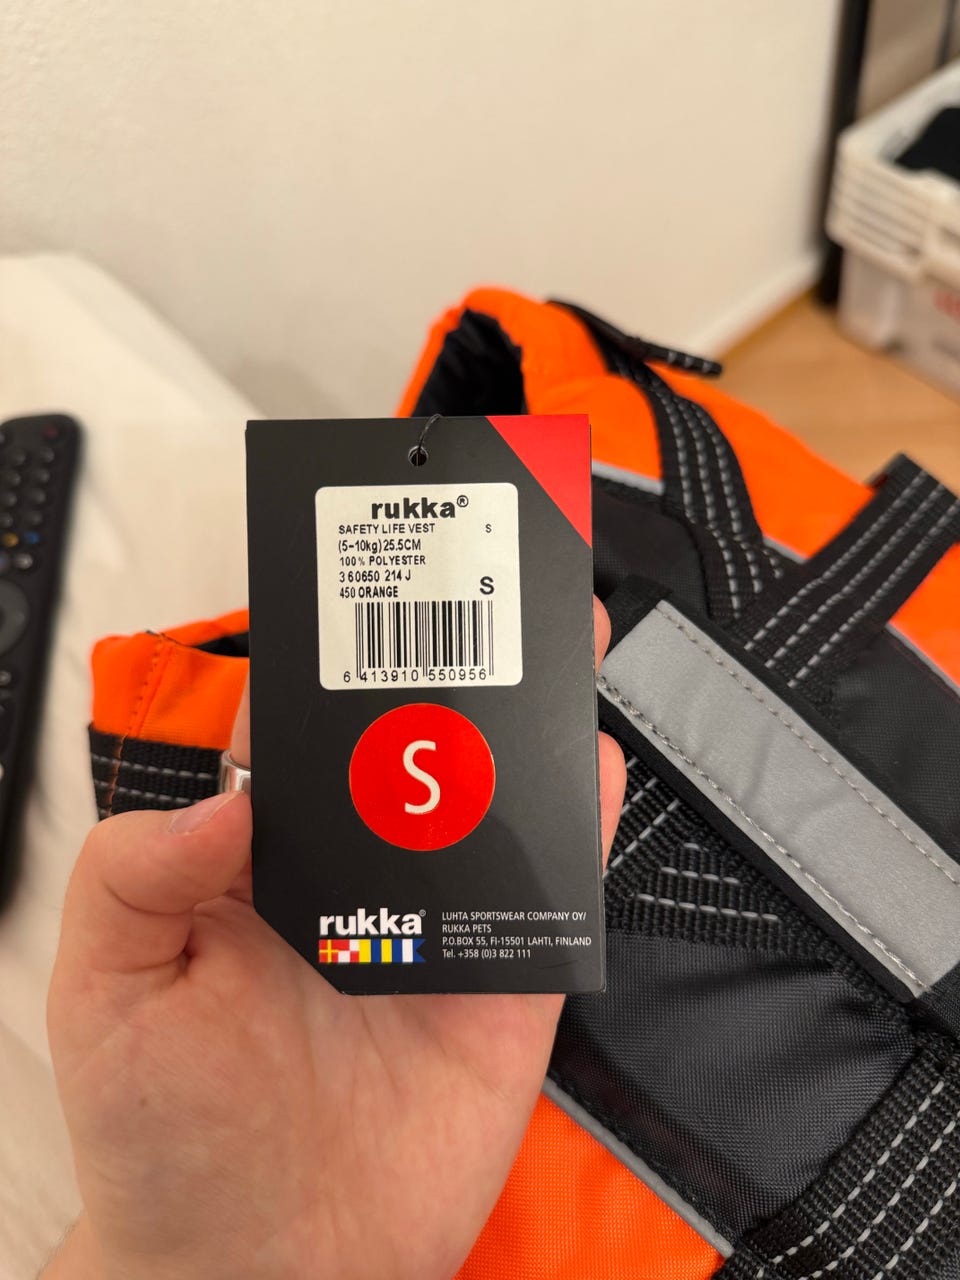 rukka®
SAFETY LIFE VEST S
(5-10kg)25.5CM
100% POLYESTER
3 60650 214 J
450 ORANGE S
6 413910 550956
S
rukka®
LUHTA SPORTSWEAR COMPANY OY/
RUKKA PETS
P.O.BOX 55, FI-15501 LAHTI, FINLAND
Tel. +358 (0)3 822 111